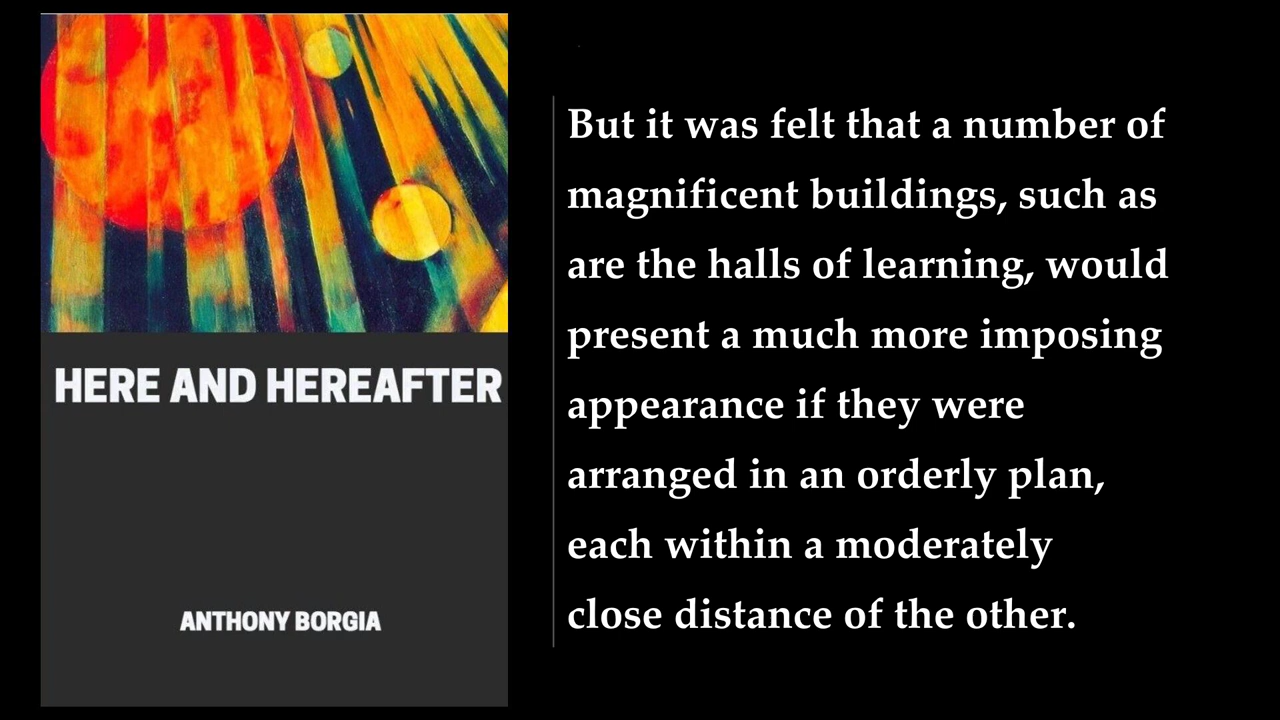 HERE AND HEREAFTER
ANTHONY BORGIA
But it was felt that a number of
magnificent buildings, such as
are the halls of learning, would
present a much more imposing
appearance if they were
arranged in an orderly plan,
each within a moderately
close distance of the other.